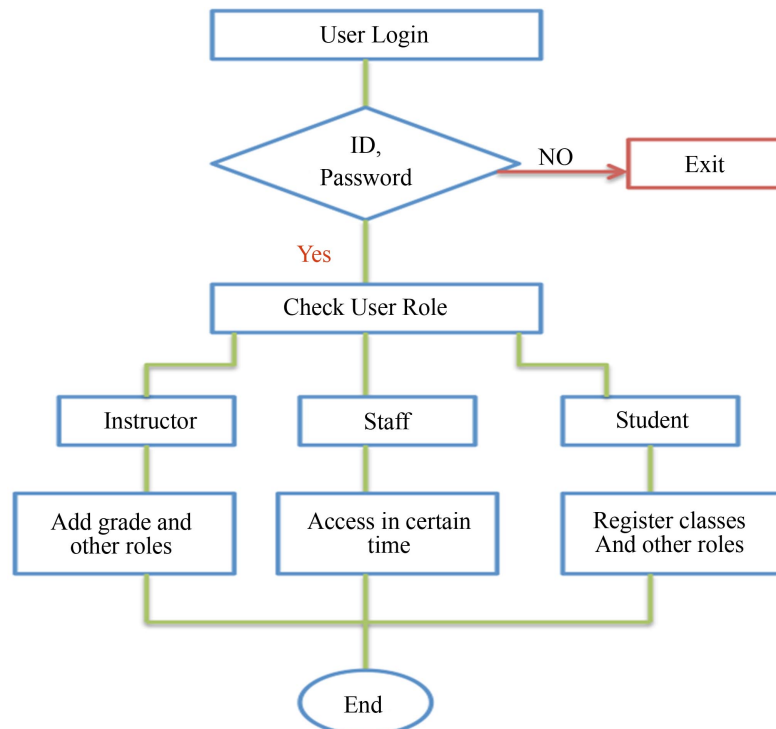 User Login
ID,
Password
NO
Exit
Yes
Check User Role
Instructor
Staff
Student
Add grade and
other roles
Access in certain
time
Register classes
And other roles
End